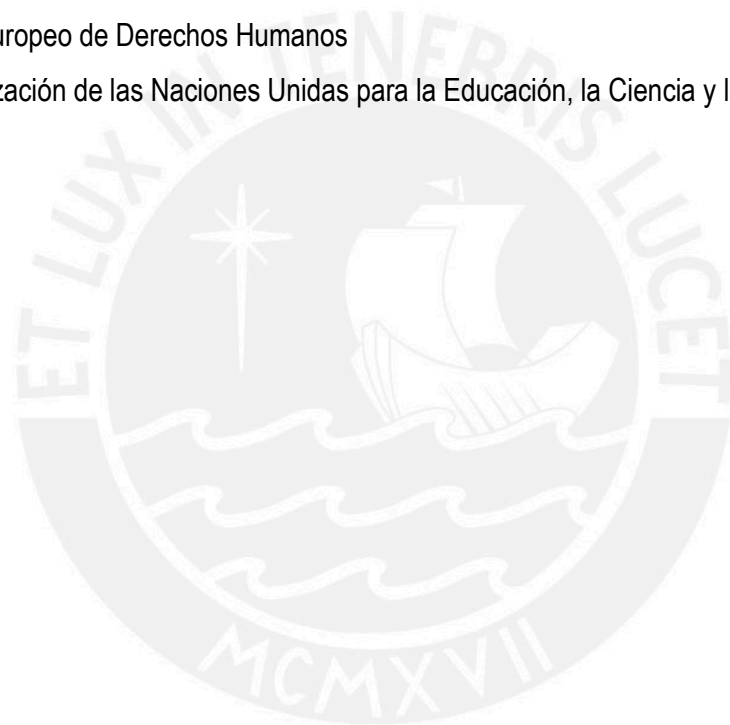 uropeo de Derechos Humanos
zación de las Naciones Unidas para la Educación, la Ciencia y l
ET LUX IN TENEBRIS LUCET
MCMXVII